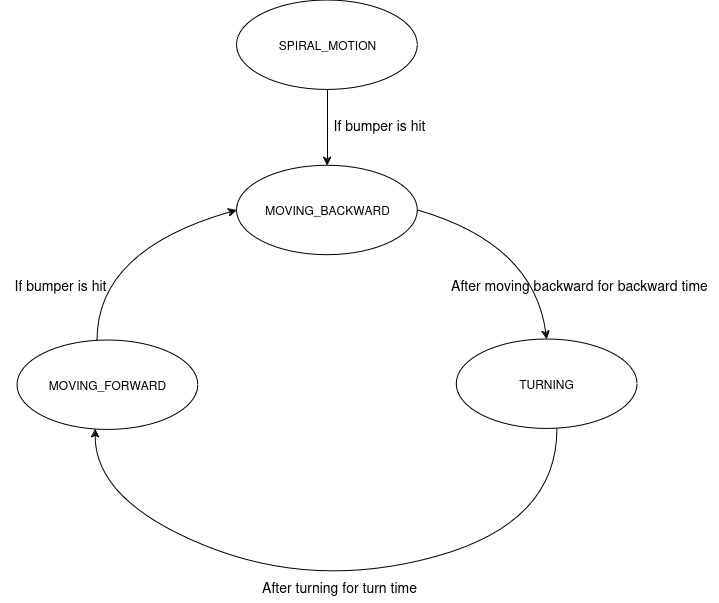 SPIRAL_MOTION
If bumper is hit
MOVING_BACKWARD
If bumper is hit
After moving backward for backward time
MOVING_FORWARD
TURNING
After turning for turn time